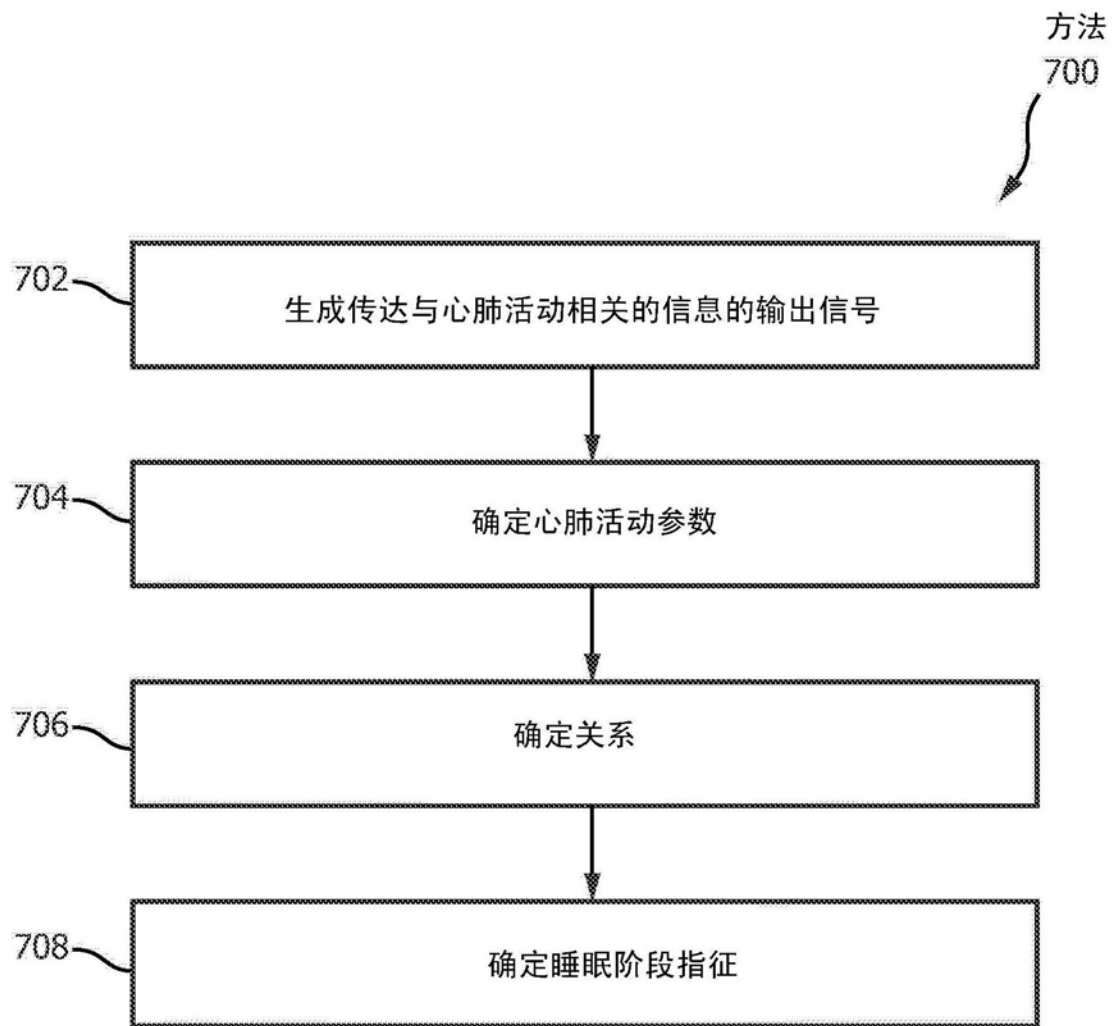 方法
700
702
生成传达与心肺活动相关的信息的输出信号
704
确定心肺活动参数
706
确定关系
708
确定睡眠阶段指征